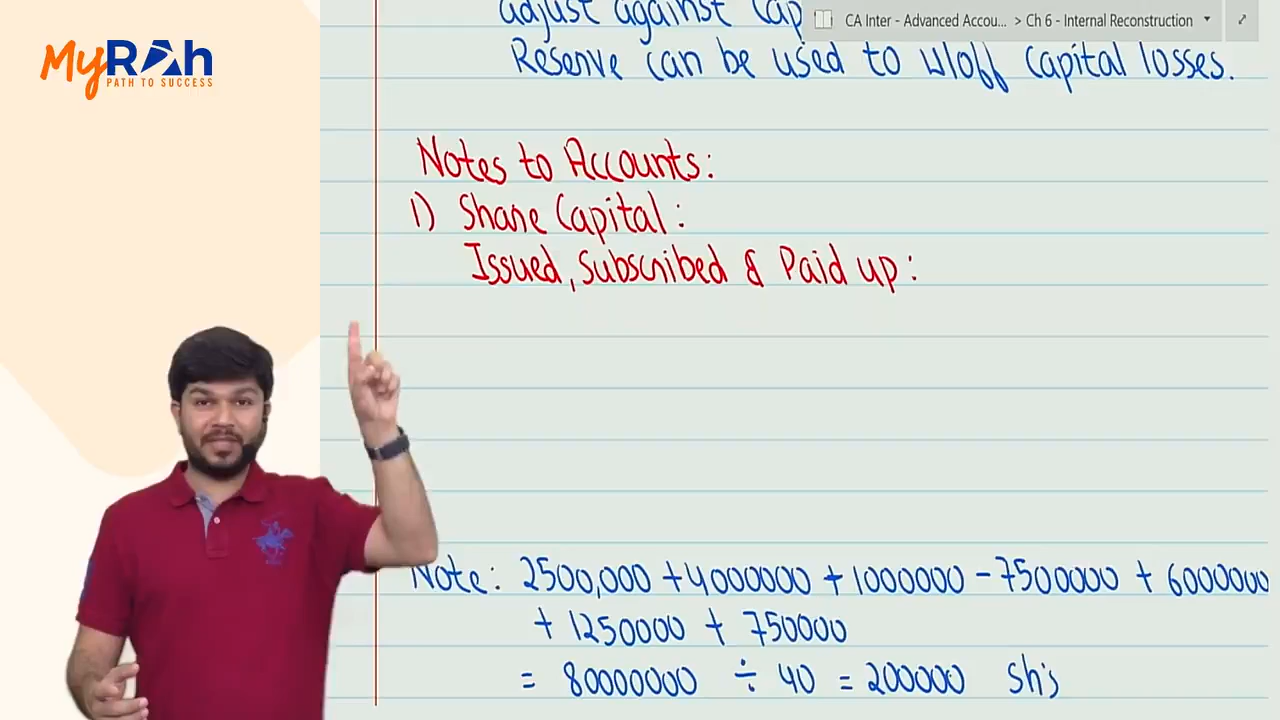 MyRAh
PATH TO SUCCESS
CA Inter - Advanced Accou... > Ch 6 - Internal Reconstruction
adjust against Cap
Reserve can be used to w/off capital losses.
Notes to Accounts:
1) Share Capital:
Issued, Subscribed & Paid up:
Note: 2500,000 + 4000000 + 1000000 - 7500000 + 6000000
+ 1250000 + 750000
= 80000000 ÷ 40 = 200000 Sh's